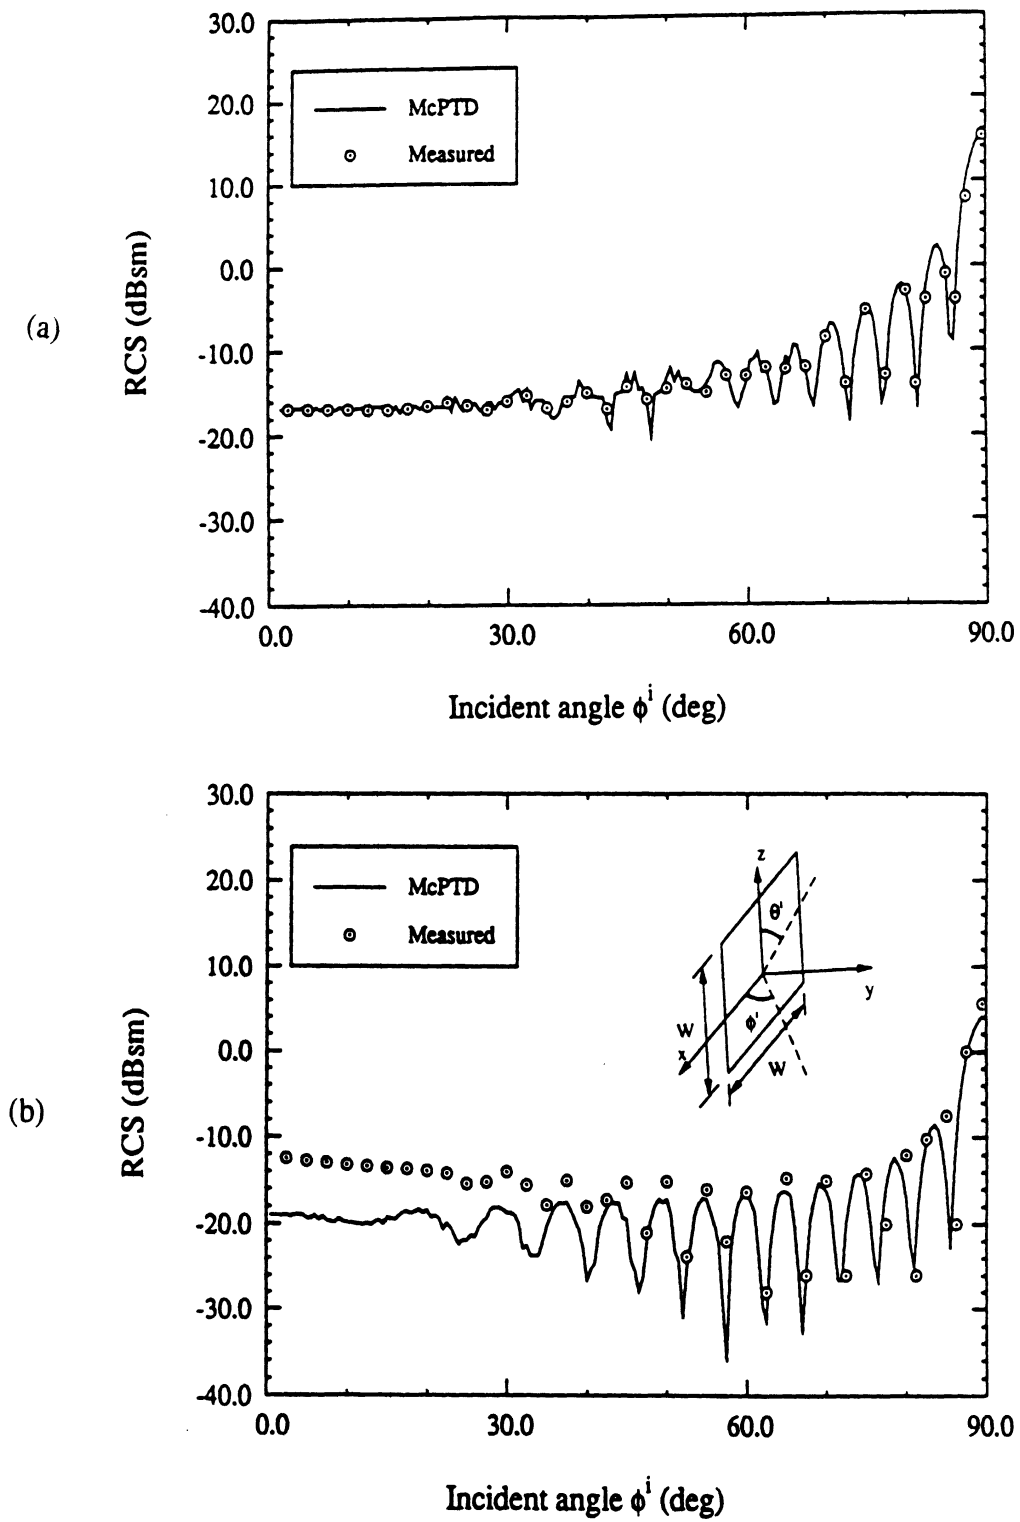 30.0
McPTD
20.0
Measured
10.0
0.0
RCS (dBsm)
(a)
-10.0
-20.0
-30.0
-40.0
0.0 30.0 60.0 90.0
Incident angle ϕ^i (deg)
30.0
McPTD
20.0
z
θ'
Measured
10.0
y
ϕ'
W
x
W
0.0
RCS (dBsm)
(b)
-10.0
-20.0
-30.0
-40.0
0.0 30.0 60.0 90.0
Incident angle ϕ^i (deg)